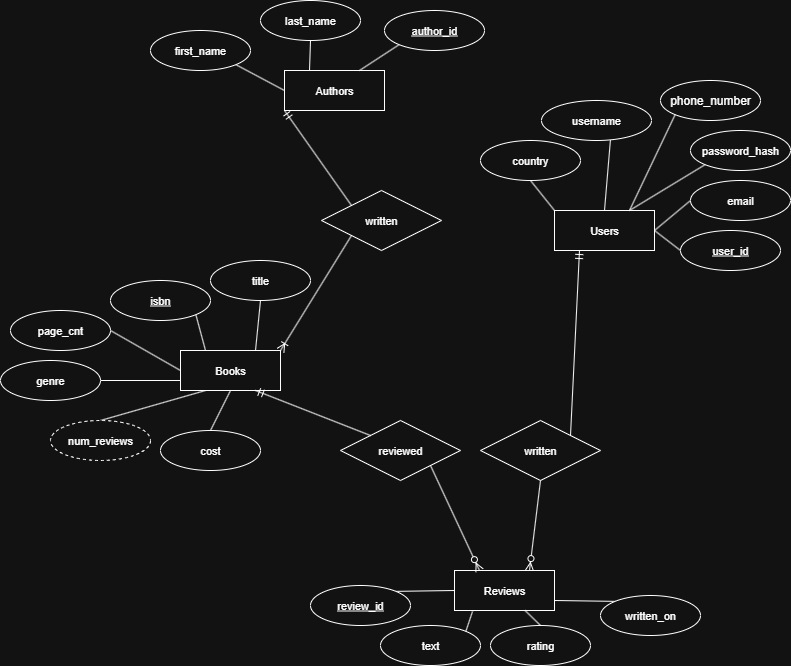 last_name
author_id
first_name
Authors
phone_number
username
password_hash
country
email
written
Users
user_id
title
isbn
page_cnt
Books
genre
num_reviews
cost
reviewed
written
Reviews
review_id
written_on
text
rating